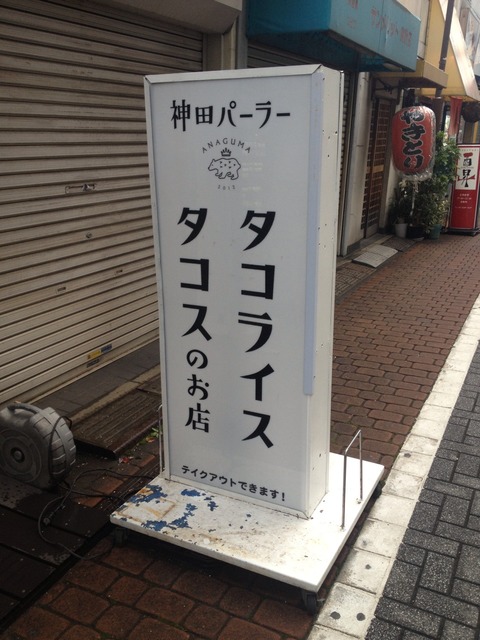 神田パーラー
ANAGUMA
2015
タコライス
タコスのお店
テイクアウトできます！
やきとり